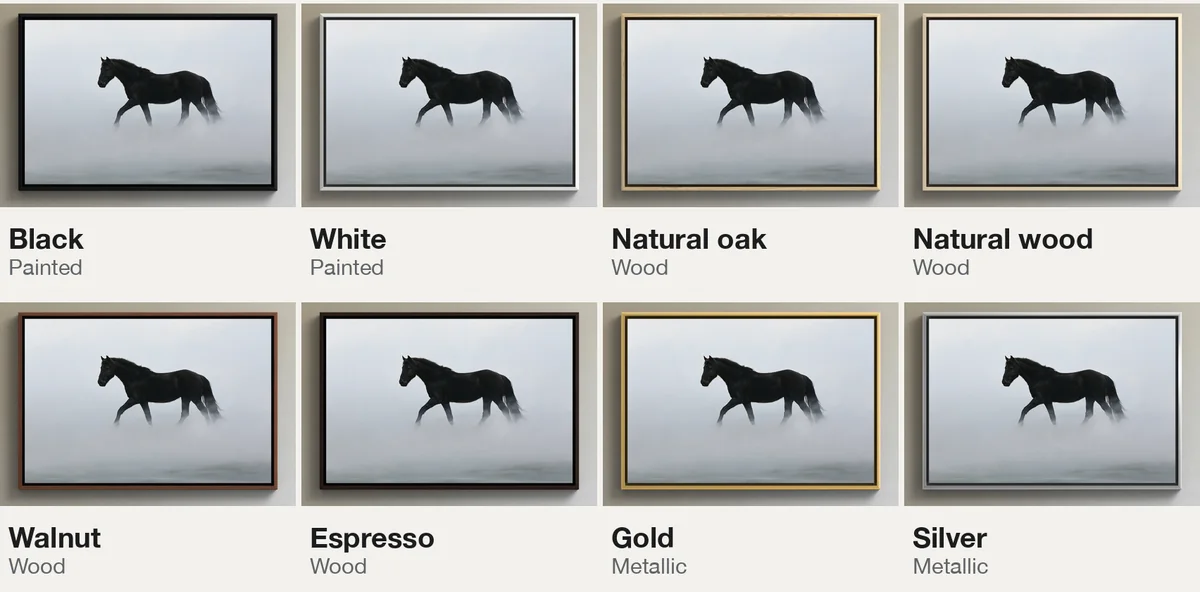 Black
Painted
White
Painted
Natural oak
Wood
Natural wood
Wood
Walnut
Wood
Espresso
Wood
Gold
Metallic
Silver
Metallic